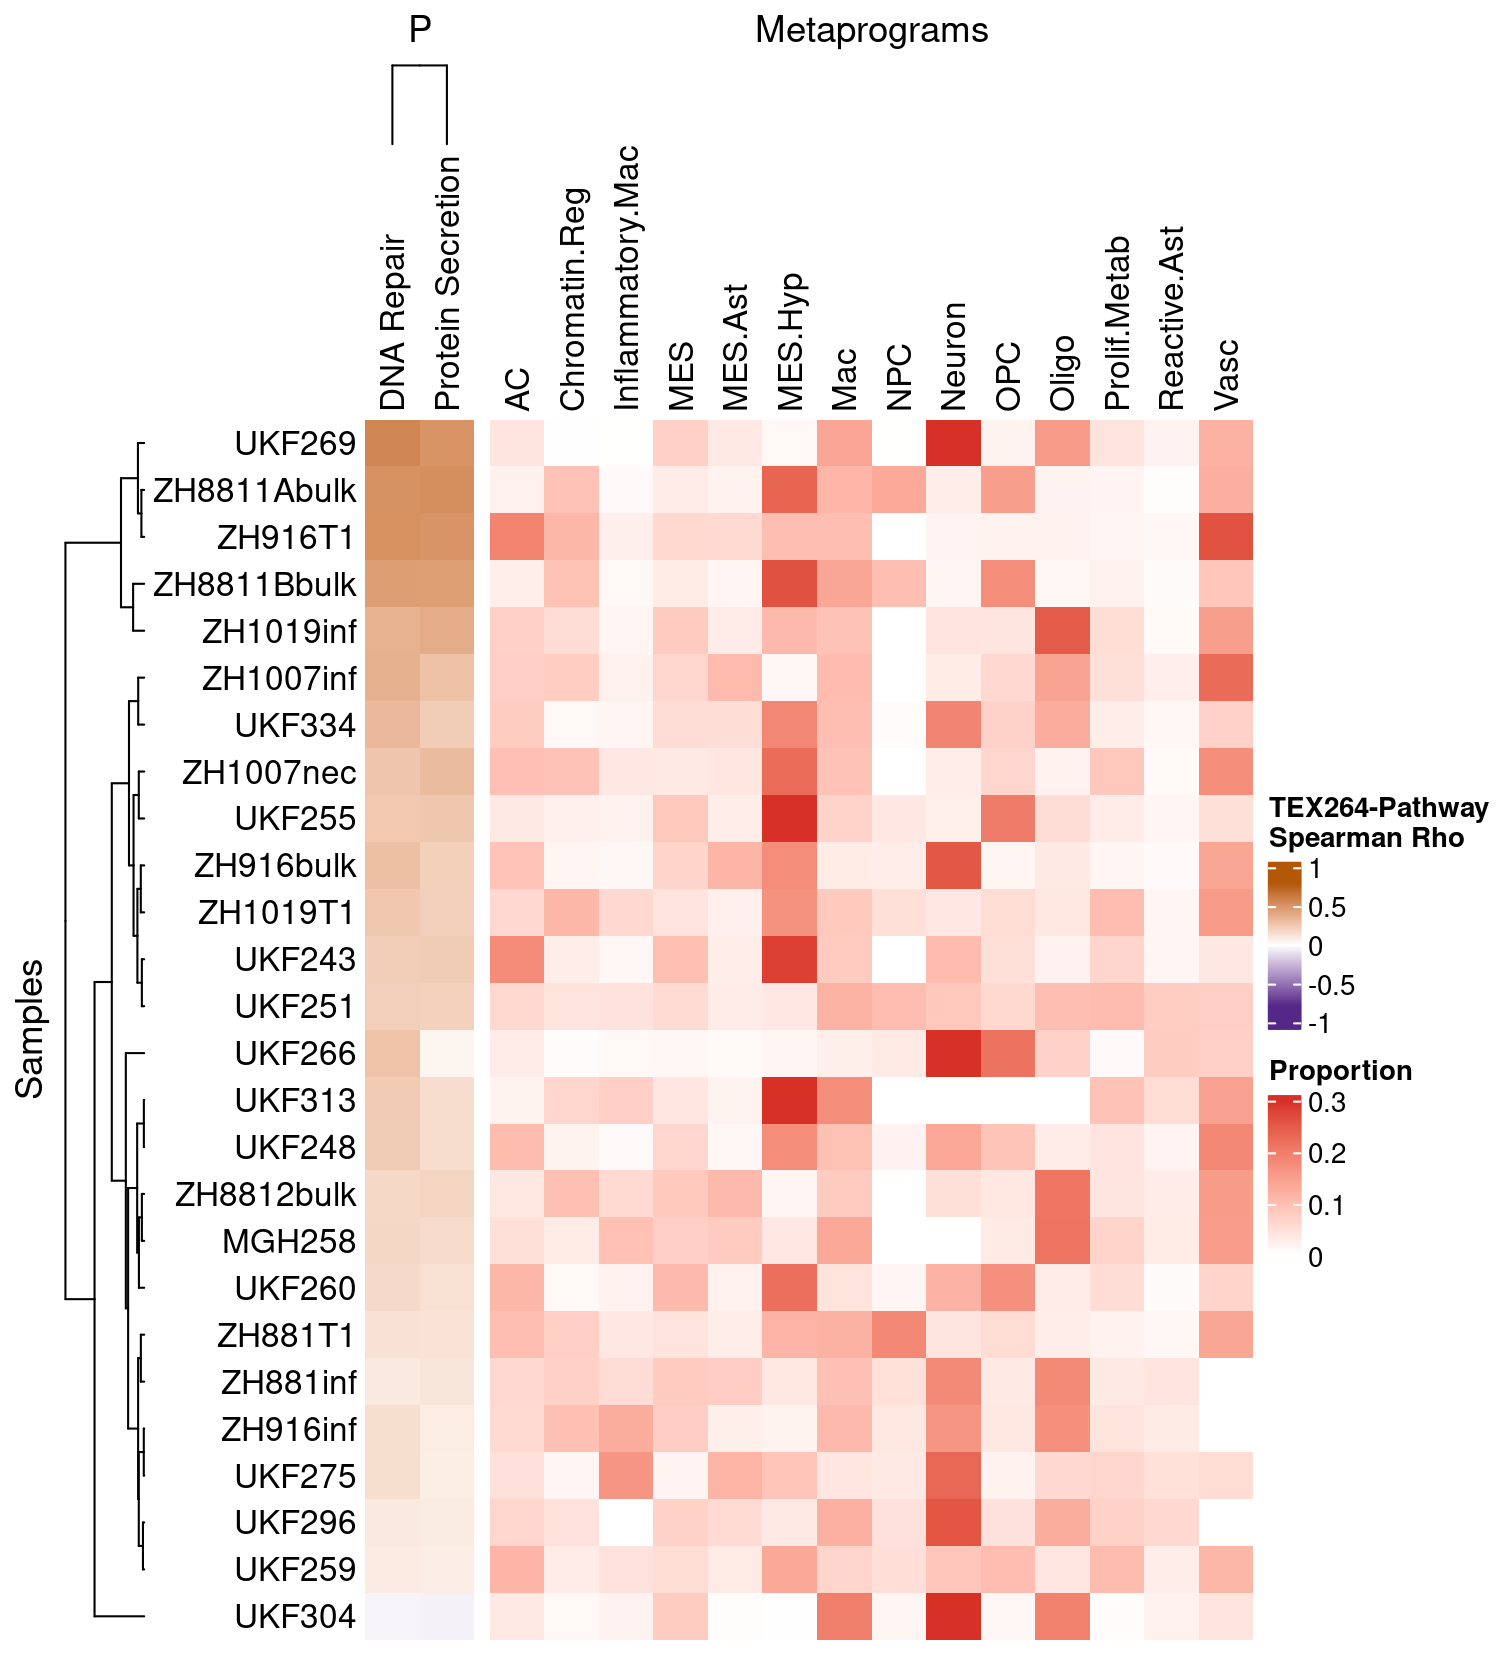 P
Metaprograms
DNA Repair
Protein Secretion
AC
Chromatin.Reg
Inflammatory.Mac
MES
MES.Ast
MES.Hyp
Mac
NPC
Neuron
OPC
Oligo
Prolif.Metab
Reactive.Ast
Vasc
Samples
UKF269
ZH8811Abulk
ZH916T1
ZH8811Bbulk
ZH1019inf
ZH1007inf
UKF334
ZH1007nec
UKF255
ZH916bulk
ZH1019T1
UKF243
UKF251
UKF266
UKF313
UKF248
ZH8812bulk
MGH258
UKF260
ZH881T1
ZH881inf
ZH916inf
UKF275
UKF296
UKF259
UKF304
TEX264-Pathway
Spearman Rho
1
0.5
0
-0.5
-1
Proportion
0.3
0.2
0.1
0